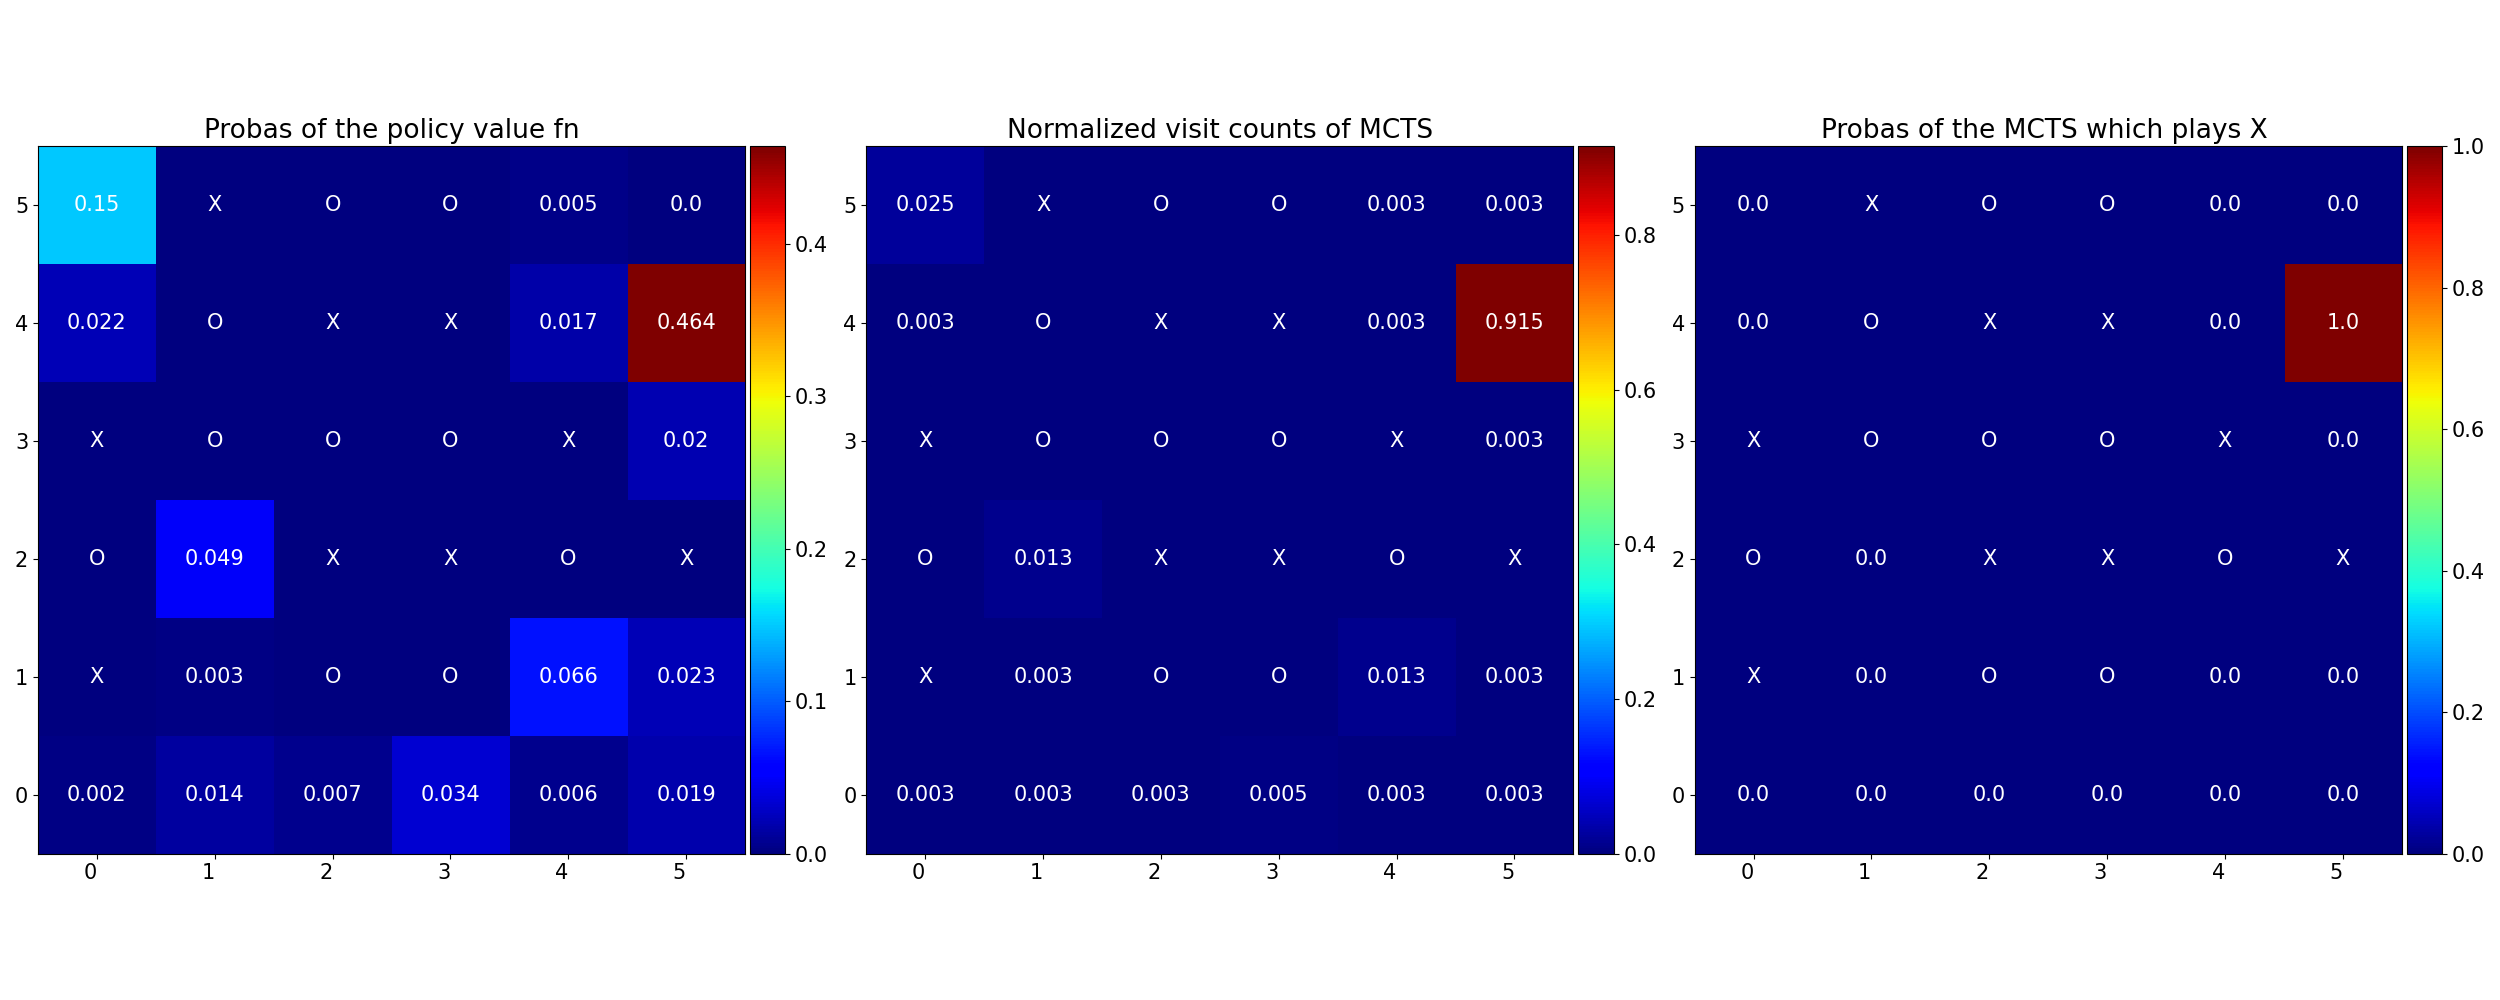 Probas of the policy value fn
5 0.15 X O O 0.005 0.0
0.4
4 0.022 O X X 0.017 0.464
0.3
3 X O O O X 0.02
0.2
2 O 0.049 X X O X
0.1
1 X 0.003 O O 0.066 0.023
0 0.002 0.014 0.007 0.034 0.006 0.019
0.0
0 1 2 3 4 5
Normalized visit counts of MCTS
5 0.025 X O O 0.003 0.003
0.8
4 0.003 O X X 0.003 0.915
0.6
3 X O O O X 0.003
0.4
2 O 0.013 X X O X
0.2
1 X 0.003 O O 0.013 0.003
0 0.003 0.003 0.003 0.005 0.003 0.003
0.0
0 1 2 3 4 5
Probas of the MCTS which plays X
1.0
5 0.0 X O O 0.0 0.0
0.8
4 0.0 O X X 0.0 1.0
0.6
3 X O O O X 0.0
0.4
2 O 0.0 X X O X
0.2
1 X 0.0 O O 0.0 0.0
0 0.0 0.0 0.0 0.0 0.0 0.0
0.0
0 1 2 3 4 5